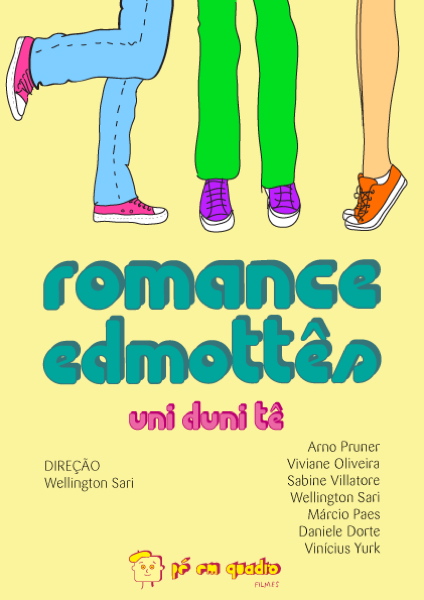 romance
edmottês
uni duni tê
DIREÇÃO
Wellington Sari
Arno Pruner
Viviane Oliveira
Sabine Villatore
Wellington Sari
Márcio Paes
Daniele Dorte
Vinícius Yurk
pé em quadro
FILMES